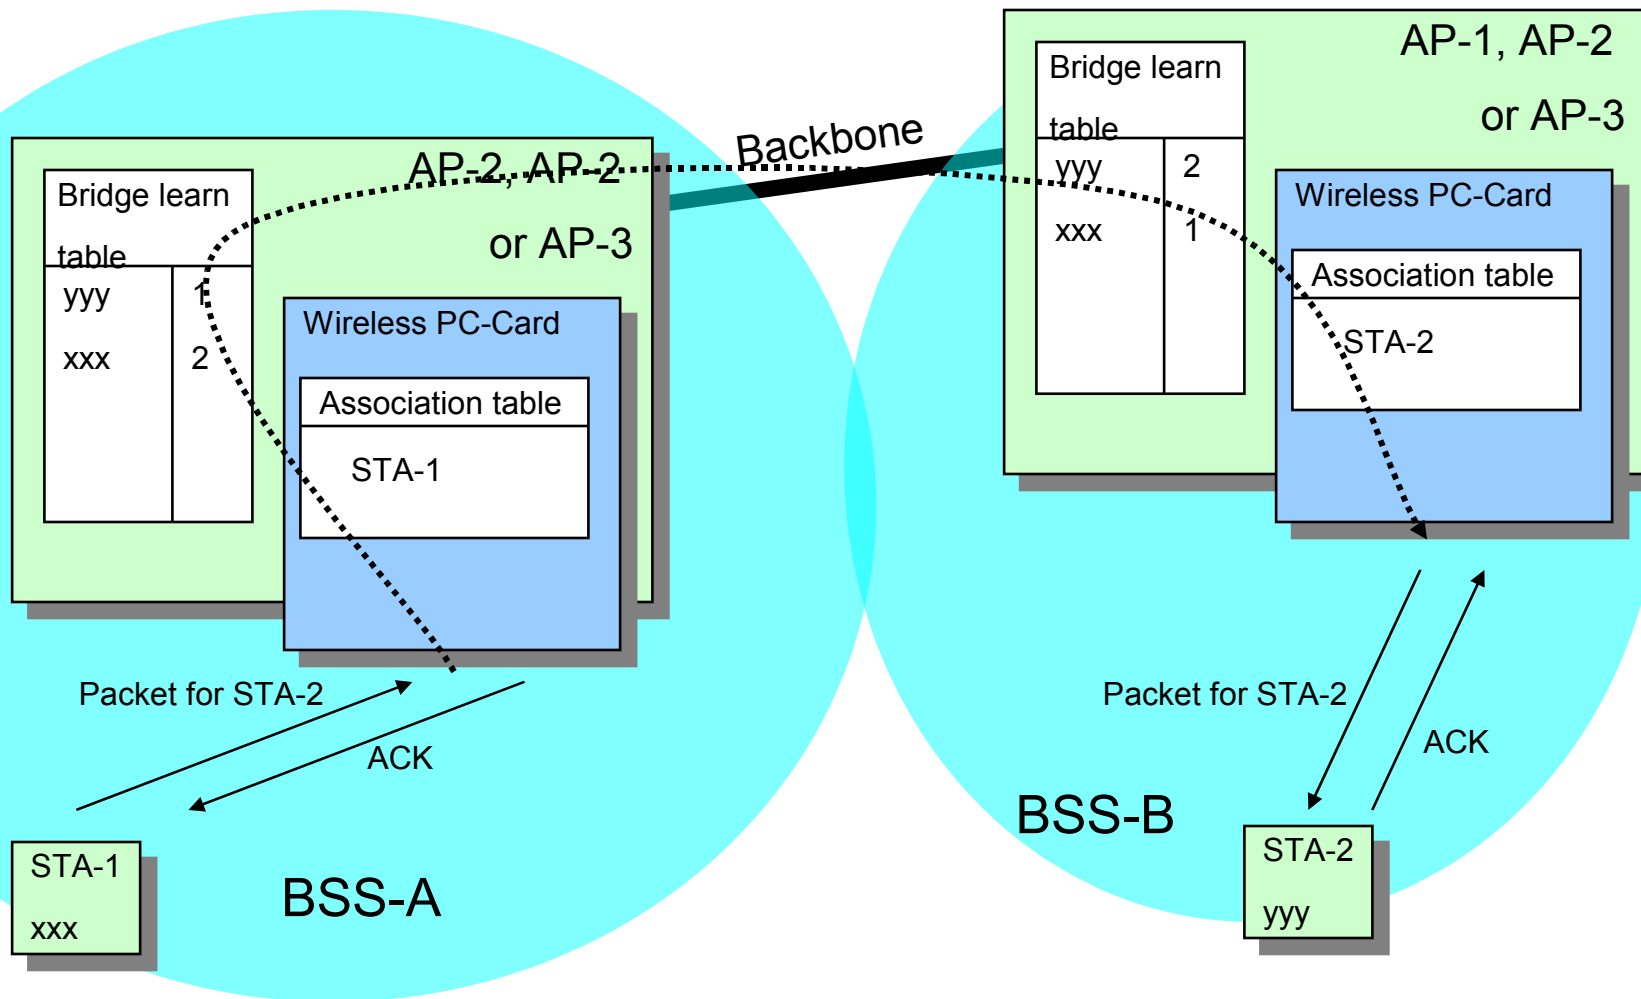 AP-1, AP-2
or AP-3
Bridge learn
table
yyy 2
xxx 1
Wireless PC-Card
Association table
STA-2
Backbone
AP-2, AP-2
or AP-3
Bridge learn
table
yyy 1
xxx 2
Wireless PC-Card
Association table
STA-1
Packet for STA-2
ACK
Packet for STA-2
ACK
BSS-A
BSS-B
STA-1
xxx
STA-2
yyy